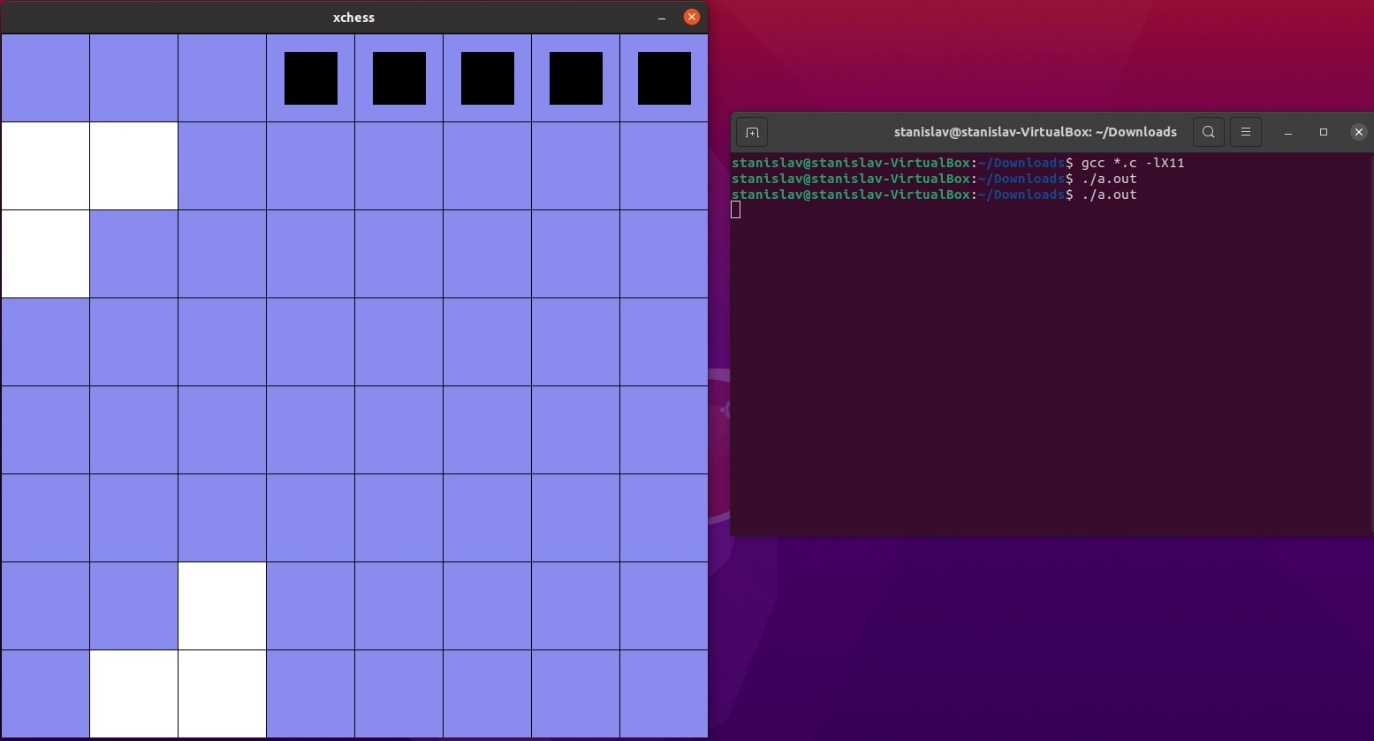 xchess
stanislav@stanislav-VirtualBox: ~/Downloads
stanislav@stanislav-VirtualBox:~/Downloads$ gcc *.c -lX11
stanislav@stanislav-VirtualBox:~/Downloads$ ./a.out
stanislav@stanislav-VirtualBox:~/Downloads$ ./a.out